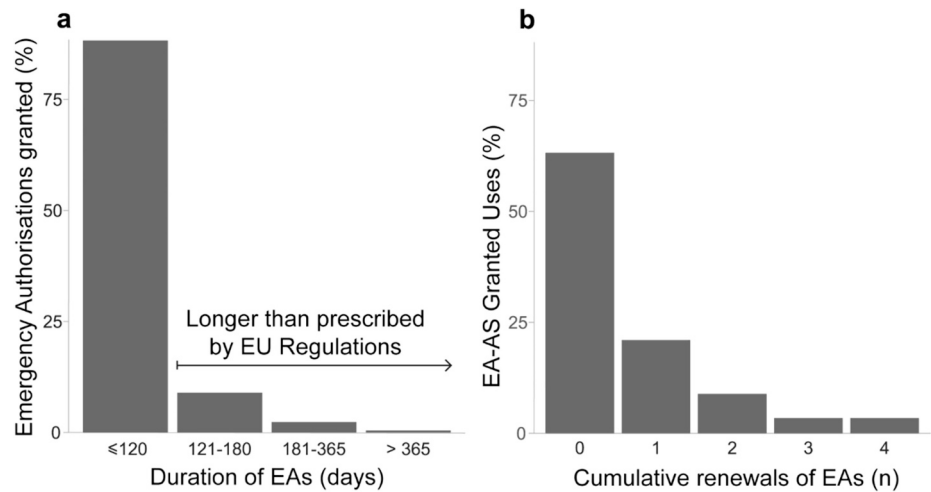 a
Emergency Authorisations granted (%)
75
50
25
0
Longer than prescribed
by EU Regulations
⩽120 121-180 181-365 > 365
Duration of EAs (days)
b
EA-AS Granted Uses (%)
75
50
25
0
0 1 2 3 4
Cumulative renewals of EAs (n)